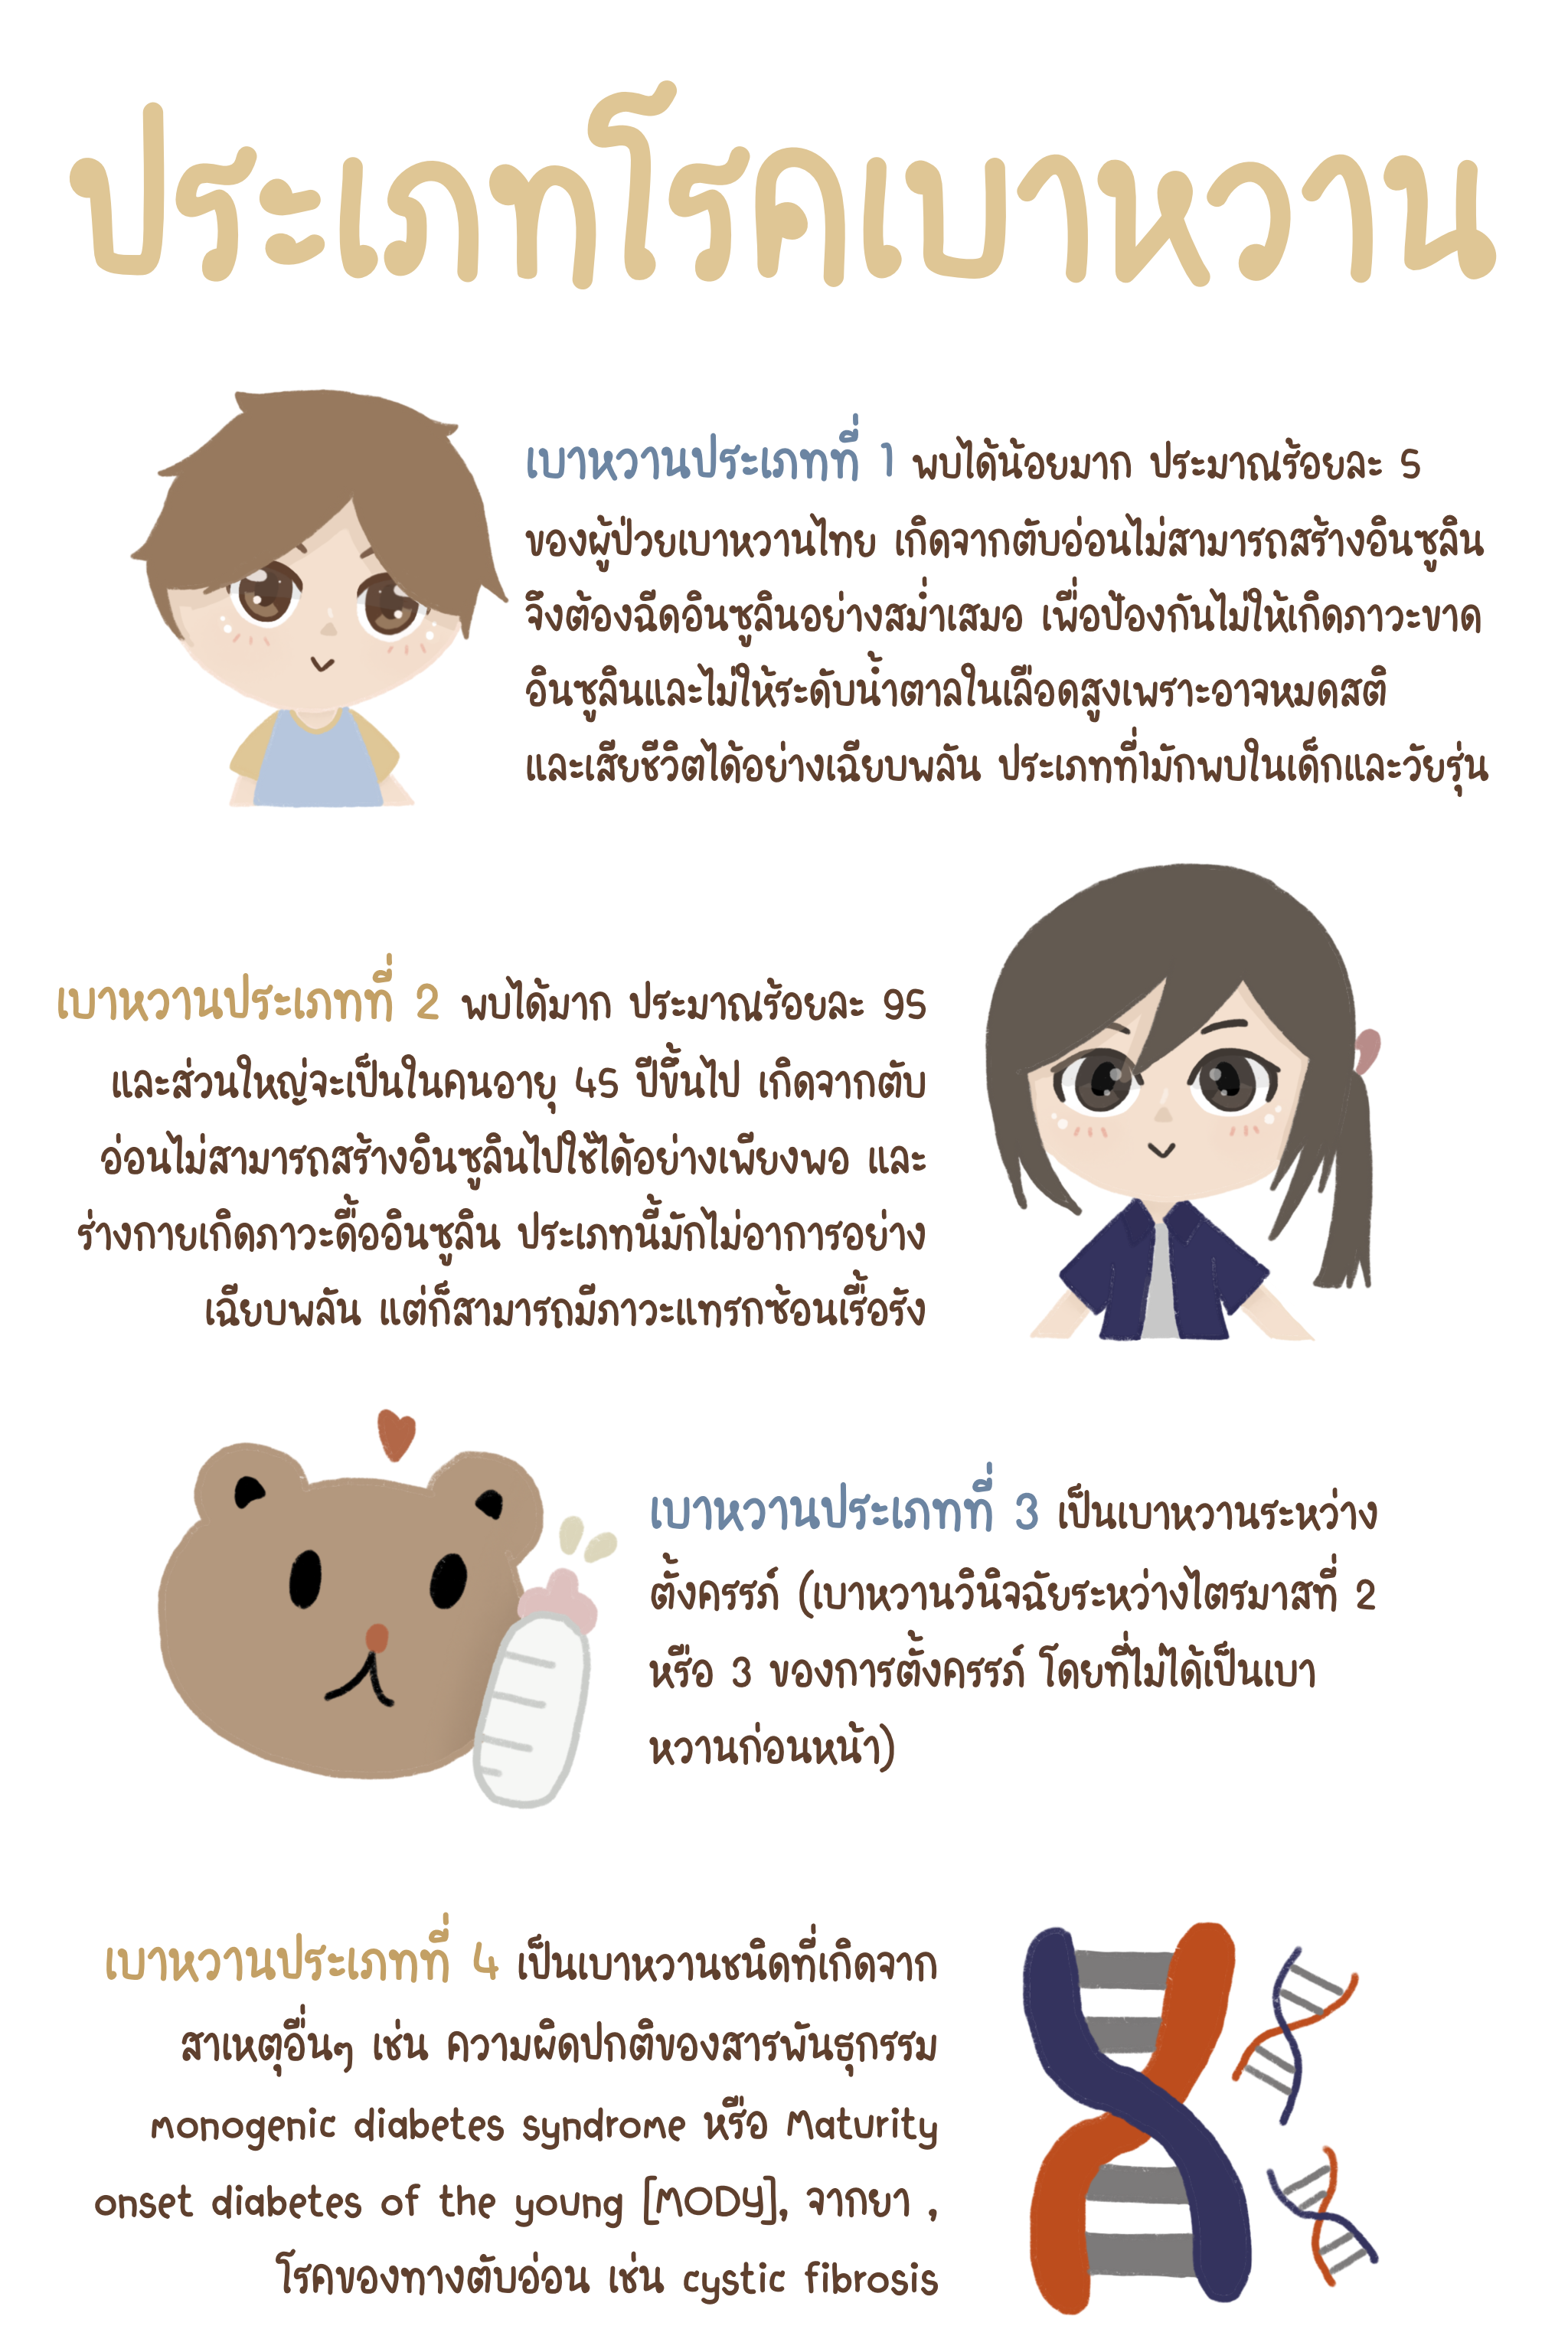 ประเภทโรคเบาหวาน
เบาหวานประเภทที่ 1 พบได้น้อยมาก ประมาณร้อยละ 5
ของผู้ป่วยเบาหวานไทย เกิดจากตับอ่อนไม่สามารถสร้างอินซูลิน
จึงต้องฉีดอินซูลินอย่างสม่ำเสมอ เพื่อป้องกันไม่ให้เกิดภาวะขาด
อินซูลินและไม่ให้ระดับน้ำตาลในเลือดสูงเพราะอาจหมดสติ
และเสียชีวิตได้อย่างเฉียบพลัน ประเภทที่1มักพบในเด็กและวัยรุ่น
เบาหวานประเภทที่ 2 พบได้มาก ประมาณร้อยละ 95
และส่วนใหญ่จะเป็นในคนอายุ 45 ปีขึ้นไป เกิดจากตับ
อ่อนไม่สามารถสร้างอินซูลินไปใช้ได้อย่างเพียงพอ และ
ร่างกายเกิดภาวะดื้ออินซูลิน ประเภทนี้มักไม่อาการอย่าง
เฉียบพลัน แต่ก็สามารถมีภาวะแทรกซ้อนเรื้อรัง
เบาหวานประเภทที่ 3 เป็นเบาหวานระหว่าง
ตั้งครรภ์ (เบาหวานวินิจฉัยระหว่างไตรมาสที่ 2
หรือ 3 ของการตั้งครรภ์ โดยที่ไม่ได้เป็นเบา
หวานก่อนหน้า)
เบาหวานประเภทที่ 4 เป็นเบาหวานชนิดที่เกิดจาก
สาเหตุอื่นๆ เช่น ความผิดปกติของสารพันธุกรรม
monogenic diabetes syndrome หรือ Maturity
onset diabetes of the young [MODY], จากยา ,
โรคของทางตับอ่อน เช่น cystic fibrosis